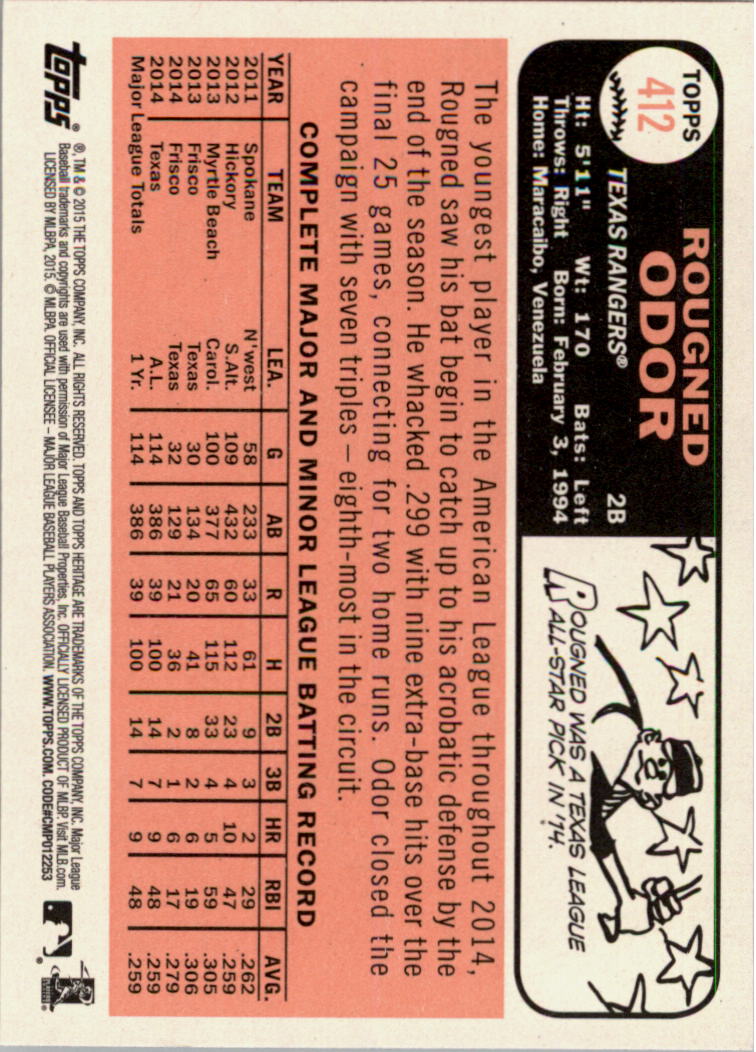 TOPPS
412
ROUGNED
ODOR
TEXAS RANGERS® 2B
Ht: 5'11" Wt: 170 Bats: Left
Throws: Right Born: February 3, 1994
Home: Maracaibo, Venezuela
ROUGNED WAS A TEXAS LEAGUE
ALL-STAR PICK IN '14.
The youngest player in the American League throughout 2014,
Rougned saw his bat begin to catch up to his acrobatic defense by the
end of the season. He whacked .299 with nine extra-base hits over the
final 25 games, connecting for two home runs. Odor closed the
campaign with seven triples – eighth-most in the circuit.
COMPLETE MAJOR AND MINOR LEAGUE BATTING RECORD
YEAR TEAM LEA. G AB R H 2B 3B HR RBI AVG.
2011 Spokane N'west 58 233 33 61 9 3 2 29 .262
2012 Hickory S.Atl. 109 432 60 112 23 4 10 47 .259
2013 Myrtle Beach Carol. 100 377 65 115 33 4 5 59 .305
2013 Frisco Texas 30 134 20 41 8 2 6 19 .306
2014 Frisco Texas 32 129 21 36 2 1 6 17 .279
2014 Texas A.L. 114 386 39 100 14 7 9 48 .259
Major League Totals 1 Yr. 114 386 39 100 14 7 9 48 .259
topps®
®, TM & © 2015 THE TOPPS COMPANY, INC. ALL RIGHTS RESERVED. TOPPS AND TOPPS HERITAGE ARE TRADEMARKS OF THE TOPPS COMPANY, INC. Major League
Baseball trademarks and copyrights are used with permission of Major League Baseball Properties, Inc. OFFICIALLY LICENSED PRODUCT OF MLBP. Visit MLB.com.
LICENSED BY MLBPA, 2015. © MLBPA. OFFICIAL LICENSEE – MAJOR LEAGUE BASEBALL PLAYERS ASSOCIATION. WWW.TOPPS.COM. CODE#CMP012253